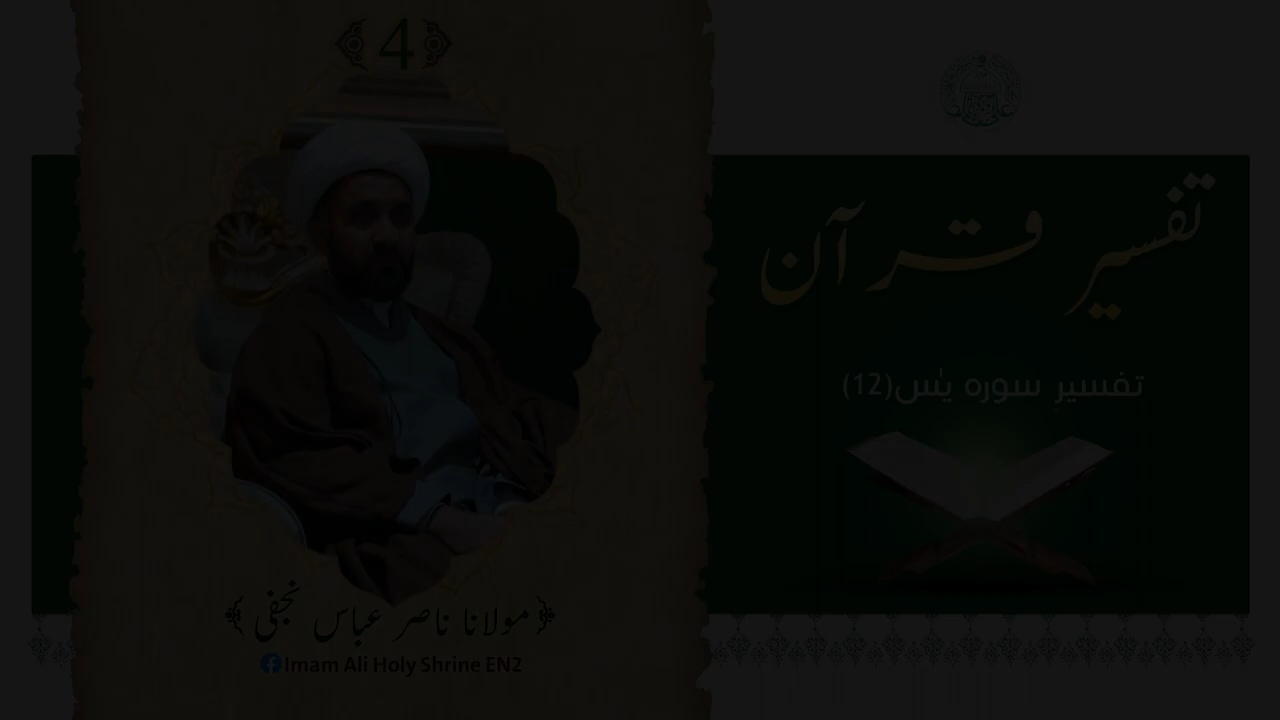 4
تفسیر قرآن
تفسیر سورہ یٰس(12)
مولانا ناصر عباس نجفی
Imam Ali Holy Shrine EN2